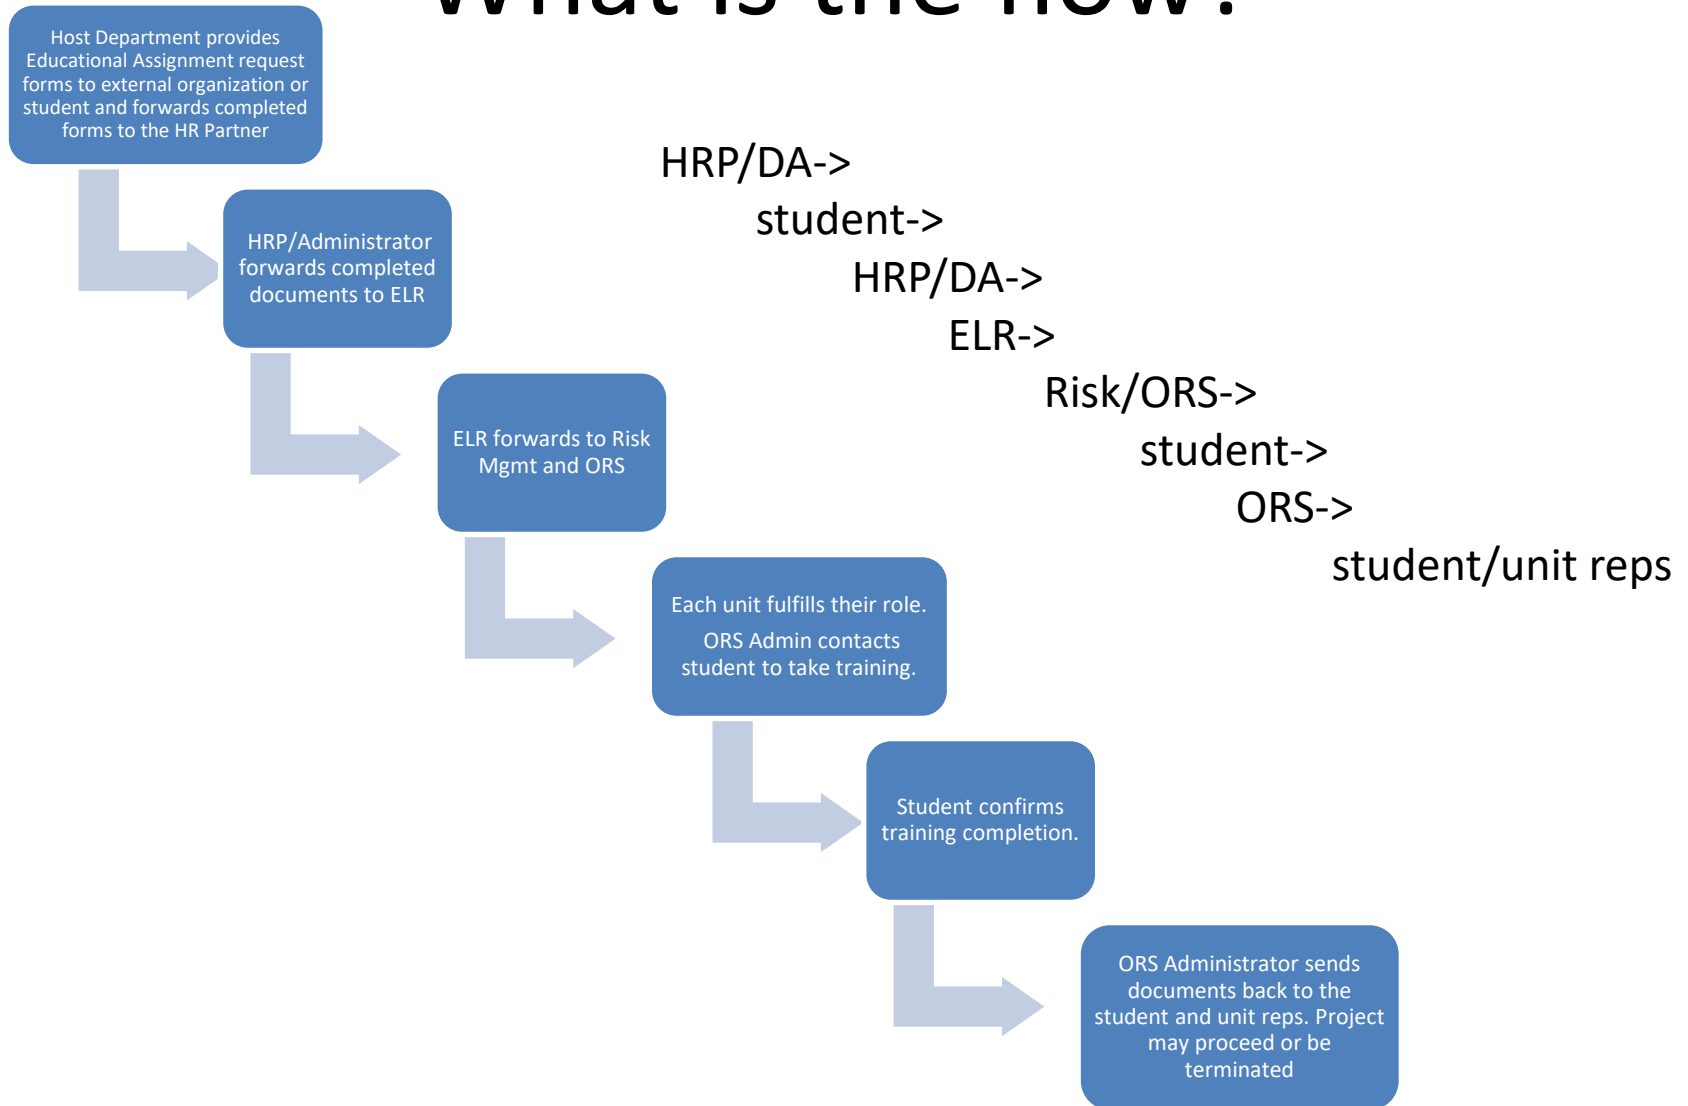 What is the flow?
Host Department provides
Educational Assignment request
forms to external organization or
student and forwards completed
forms to the HR Partner
HRP/Administrator
forwards completed
documents to ELR
ELR forwards to Risk
Mgmt and ORS
Each unit fulfills their role.
ORS Admin contacts
student to take training.
Student confirms
training completion.
ORS Administrator sends
documents back to the
student and unit reps. Project
may proceed or be
terminated
HRP/DA->
student->
HRP/DA->
ELR->
Risk/ORS->
student->
ORS->
student/unit reps